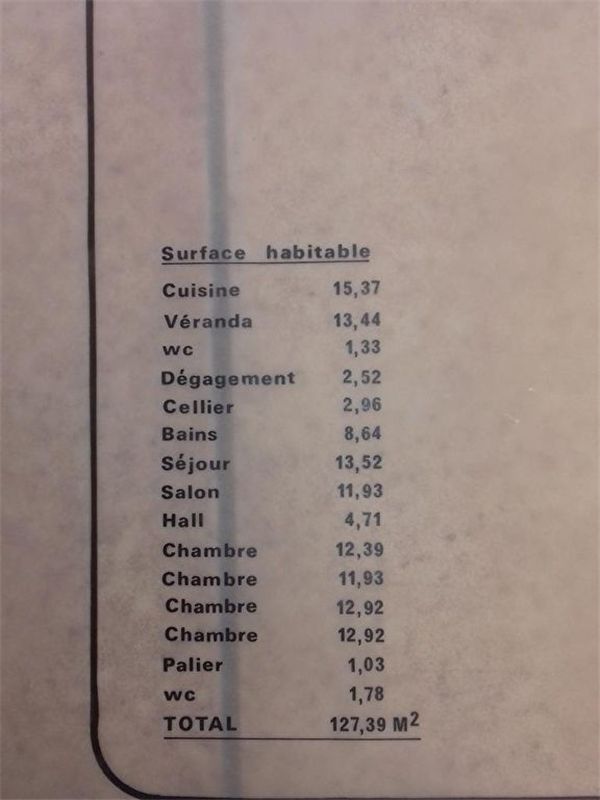 Surface habitable
Cuisine 15,37
Véranda 13,44
wc 1,33
Dégagement 2,52
Cellier 2,96
Bains 8,64
Séjour 13,52
Salon 11,93
Hall 4,71
Chambre 12,39
Chambre 11,93
Chambre 12,92
Chambre 12,92
Palier 1,03
wc 1,78
TOTAL 127,39 M²